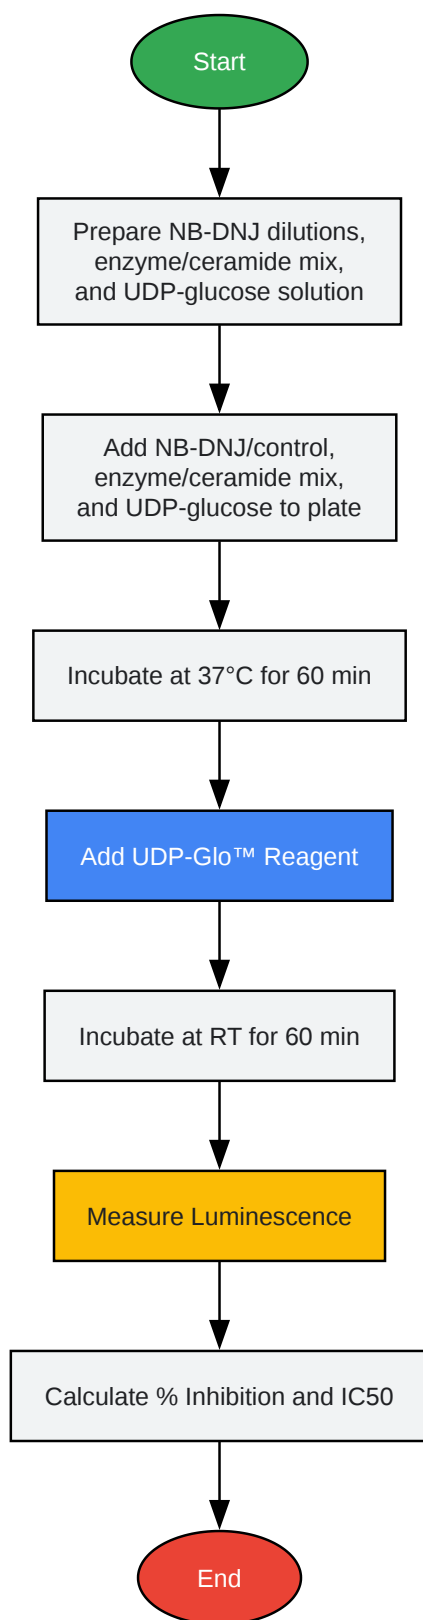 Start
Prepare NB-DNJ dilutions,
enzyme/ceramide mix,
and UDP-glucose solution
Add NB-DNJ/control,
enzyme/ceramide mix,
and UDP-glucose to plate
Incubate at 37°C for 60 min
Add UDP-Glo™ Reagent
Incubate at RT for 60 min
Measure Luminescence
Calculate % Inhibition and IC50
End